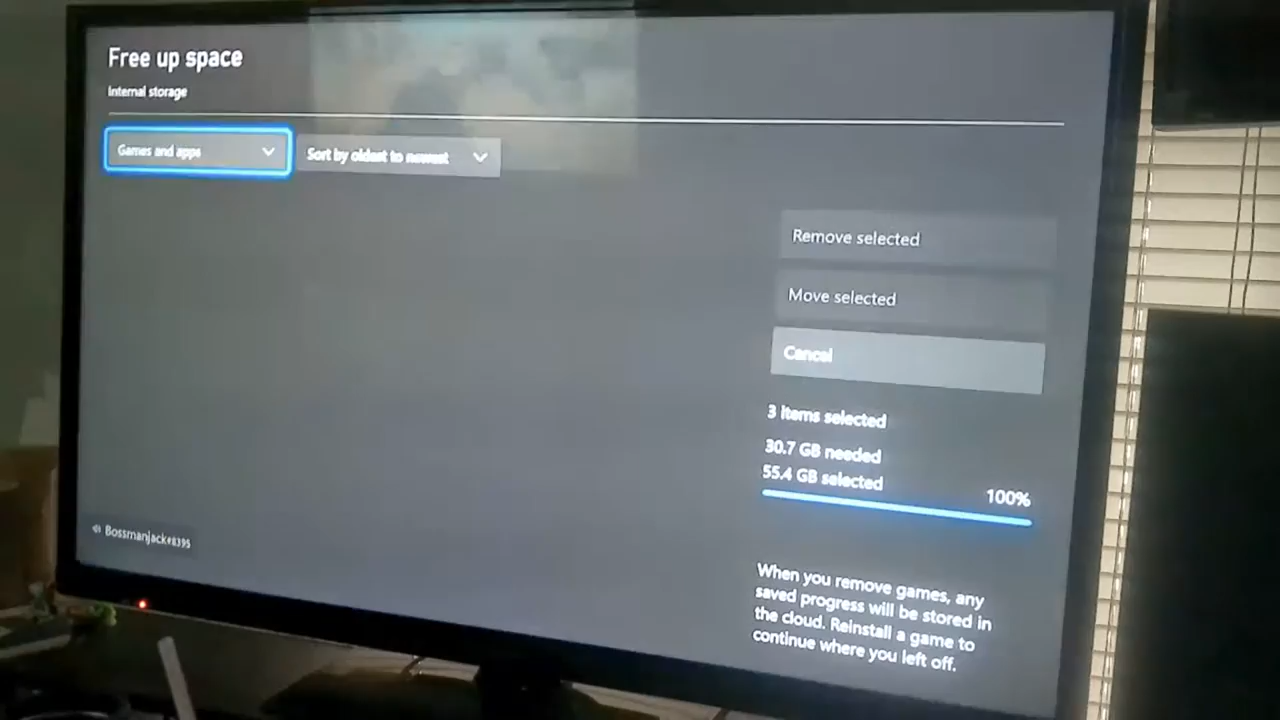 Free up space
Internal storage
Games and apps
Sort by oldest to newest
Remove selected
Move selected
Cancel
3 items selected
30.7 GB needed
55.4 GB selected
100%
Bossmanjack#8395
When you remove games, any
saved progress will be stored in
the cloud. Reinstall a game to
continue where you left off.